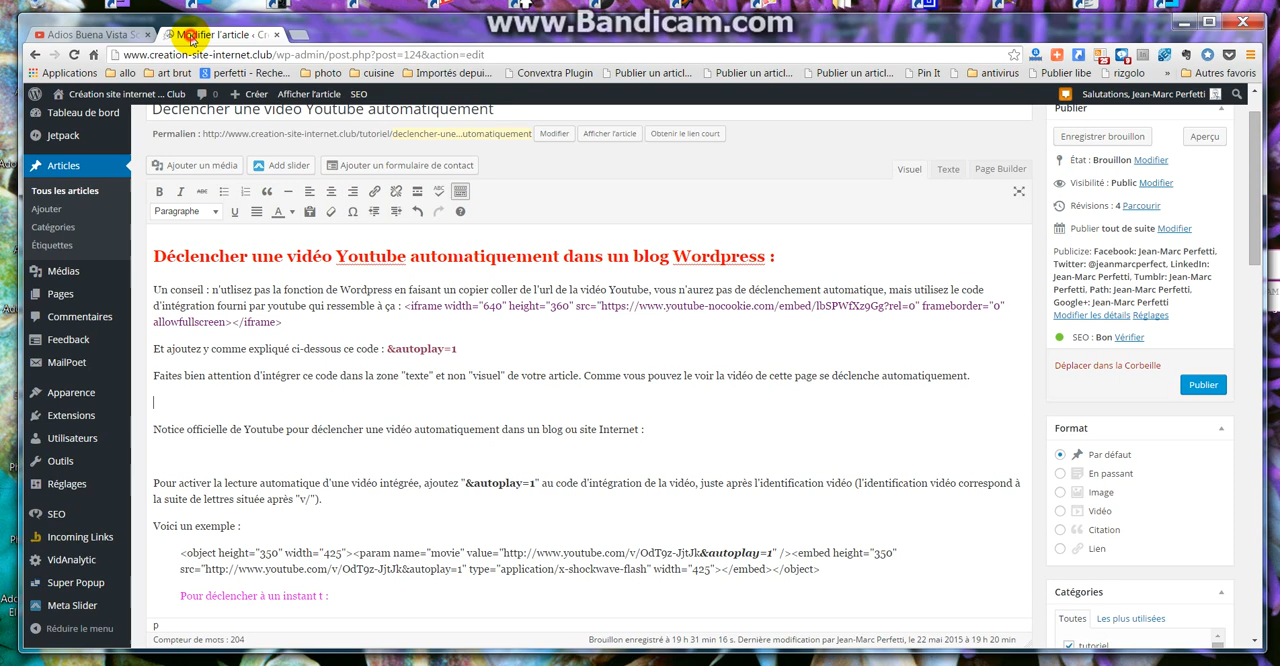 www.Bandicam.com
Adios Buena Vista S
Modifier l'article ‹ Cr
www.creation-site-internet.club/wp-admin/post.php?post=124&action=edit
Applications allo art brut perfetti - Reche... photo cuisine Importés depui... Convextra Plugin Publier un articl... Publier un articl... Publier un articl... Pin It antivirus Publier libe rizgolo » Autres favoris
Création site internet ... Club 0 Créer Afficher l'article SEO Salutations, Jean-Marc Perfetti
Tableau de bord
Jetpack
Articles
Tous les articles
Ajouter
Catégories
Étiquettes
Médias
Pages
Commentaires
Feedback
MailPoet
Apparence
Extensions
Utilisateurs
Outils
Réglages
SEO
Incoming Links
VidAnalytic
Super Popup
Meta Slider
Réduire le menu
Déclencher une vidéo Youtube automatiquement
Permalien : http://www.creation-site-internet.club/tutoriel/declencher-une...utomatiquement Modifier Afficher l'article Obtenir le lien court
Ajouter un média Add slider Ajouter un formulaire de contact
Visuel Texte Page Builder
Paragraphe
Déclencher une vidéo Youtube automatiquement dans un blog Wordpress :
Un conseil : n'utlisez pas la fonction de Wordpress en faisant un copier coller de l'url de la vidéo Youtube, vous n'aurez pas de déclenchement automatique, mais utilisez le code
d'intégration fourni par youtube qui ressemble à ça : <iframe width="640" height="360" src="https://www.youtube-nocookie.com/embed/lbSPWfXz9Gg?rel=0" frameborder="0"
allowfullscreen></iframe>
Et ajoutez y comme expliqué ci-dessous ce code : &autoplay=1
Faites bien attention d'intégrer ce code dans la zone "texte" et non "visuel" de votre article. Comme vous pouvez le voir la vidéo de cette page se déclenche automatiquement.
Notice officielle de Youtube pour déclencher une vidéo automatiquement dans un blog ou site Internet :
Pour activer la lecture automatique d'une vidéo intégrée, ajoutez "&autoplay=1" au code d'intégration de la vidéo, juste après l'identification vidéo (l'identification vidéo correspond à
la suite de lettres située après "v/").
Voici un exemple :
<object height="350" width="425"><param name="movie" value="http://www.youtube.com/v/OdT9z-JjtJk&autoplay=1" /><embed height="350"
src="http://www.youtube.com/v/OdT9z-JjtJk&autoplay=1" type="application/x-shockwave-flash" width="425"></embed></object>
Pour déclencher à un instant t :
p
Compteur de mots : 204
Brouillon enregistré à 19 h 31 min 16 s. Dernière modification par Jean-Marc Perfetti, le 22 mai 2015 à 19 h 20 min
Publier
Enregistrer brouillon Aperçu
État : Brouillon Modifier
Visibilité : Public Modifier
Révisions : 4 Parcourir
Publier tout de suite Modifier
Publicize: Facebook: Jean-Marc Perfetti,
Twitter: @jeanmarcperfect, LinkedIn:
Jean-Marc Perfetti, Tumblr: Jean-Marc
Perfetti, Path: Jean-Marc Perfetti,
Google+: Jean-Marc Perfetti
Modifier les détails Réglages
SEO : Bon Vérifier
Déplacer dans la Corbeille
Publier
Format
Par défaut
En passant
Image
Vidéo
Citation
Lien
Catégories
Toutes Les plus utilisées
tutoriel